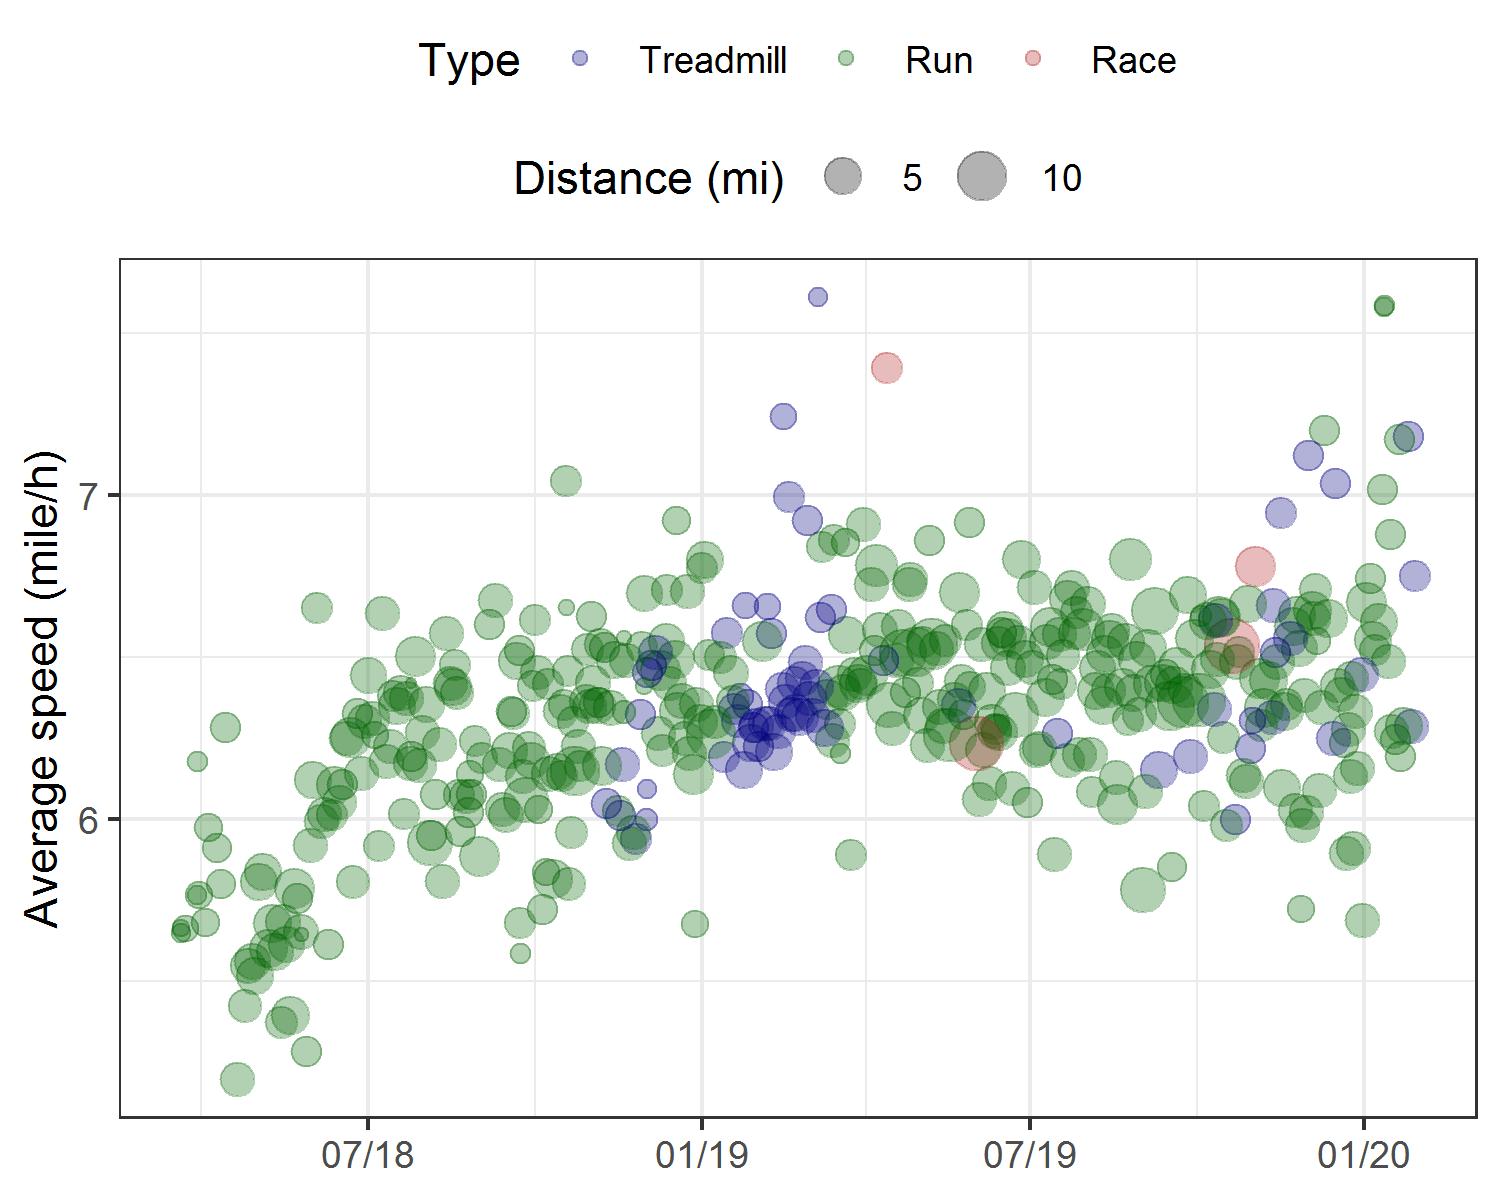 Type Treadmill Run Race
Distance (mi) 5 10
Average speed (mile/h)
7
6
07/18 01/19 07/19 01/20